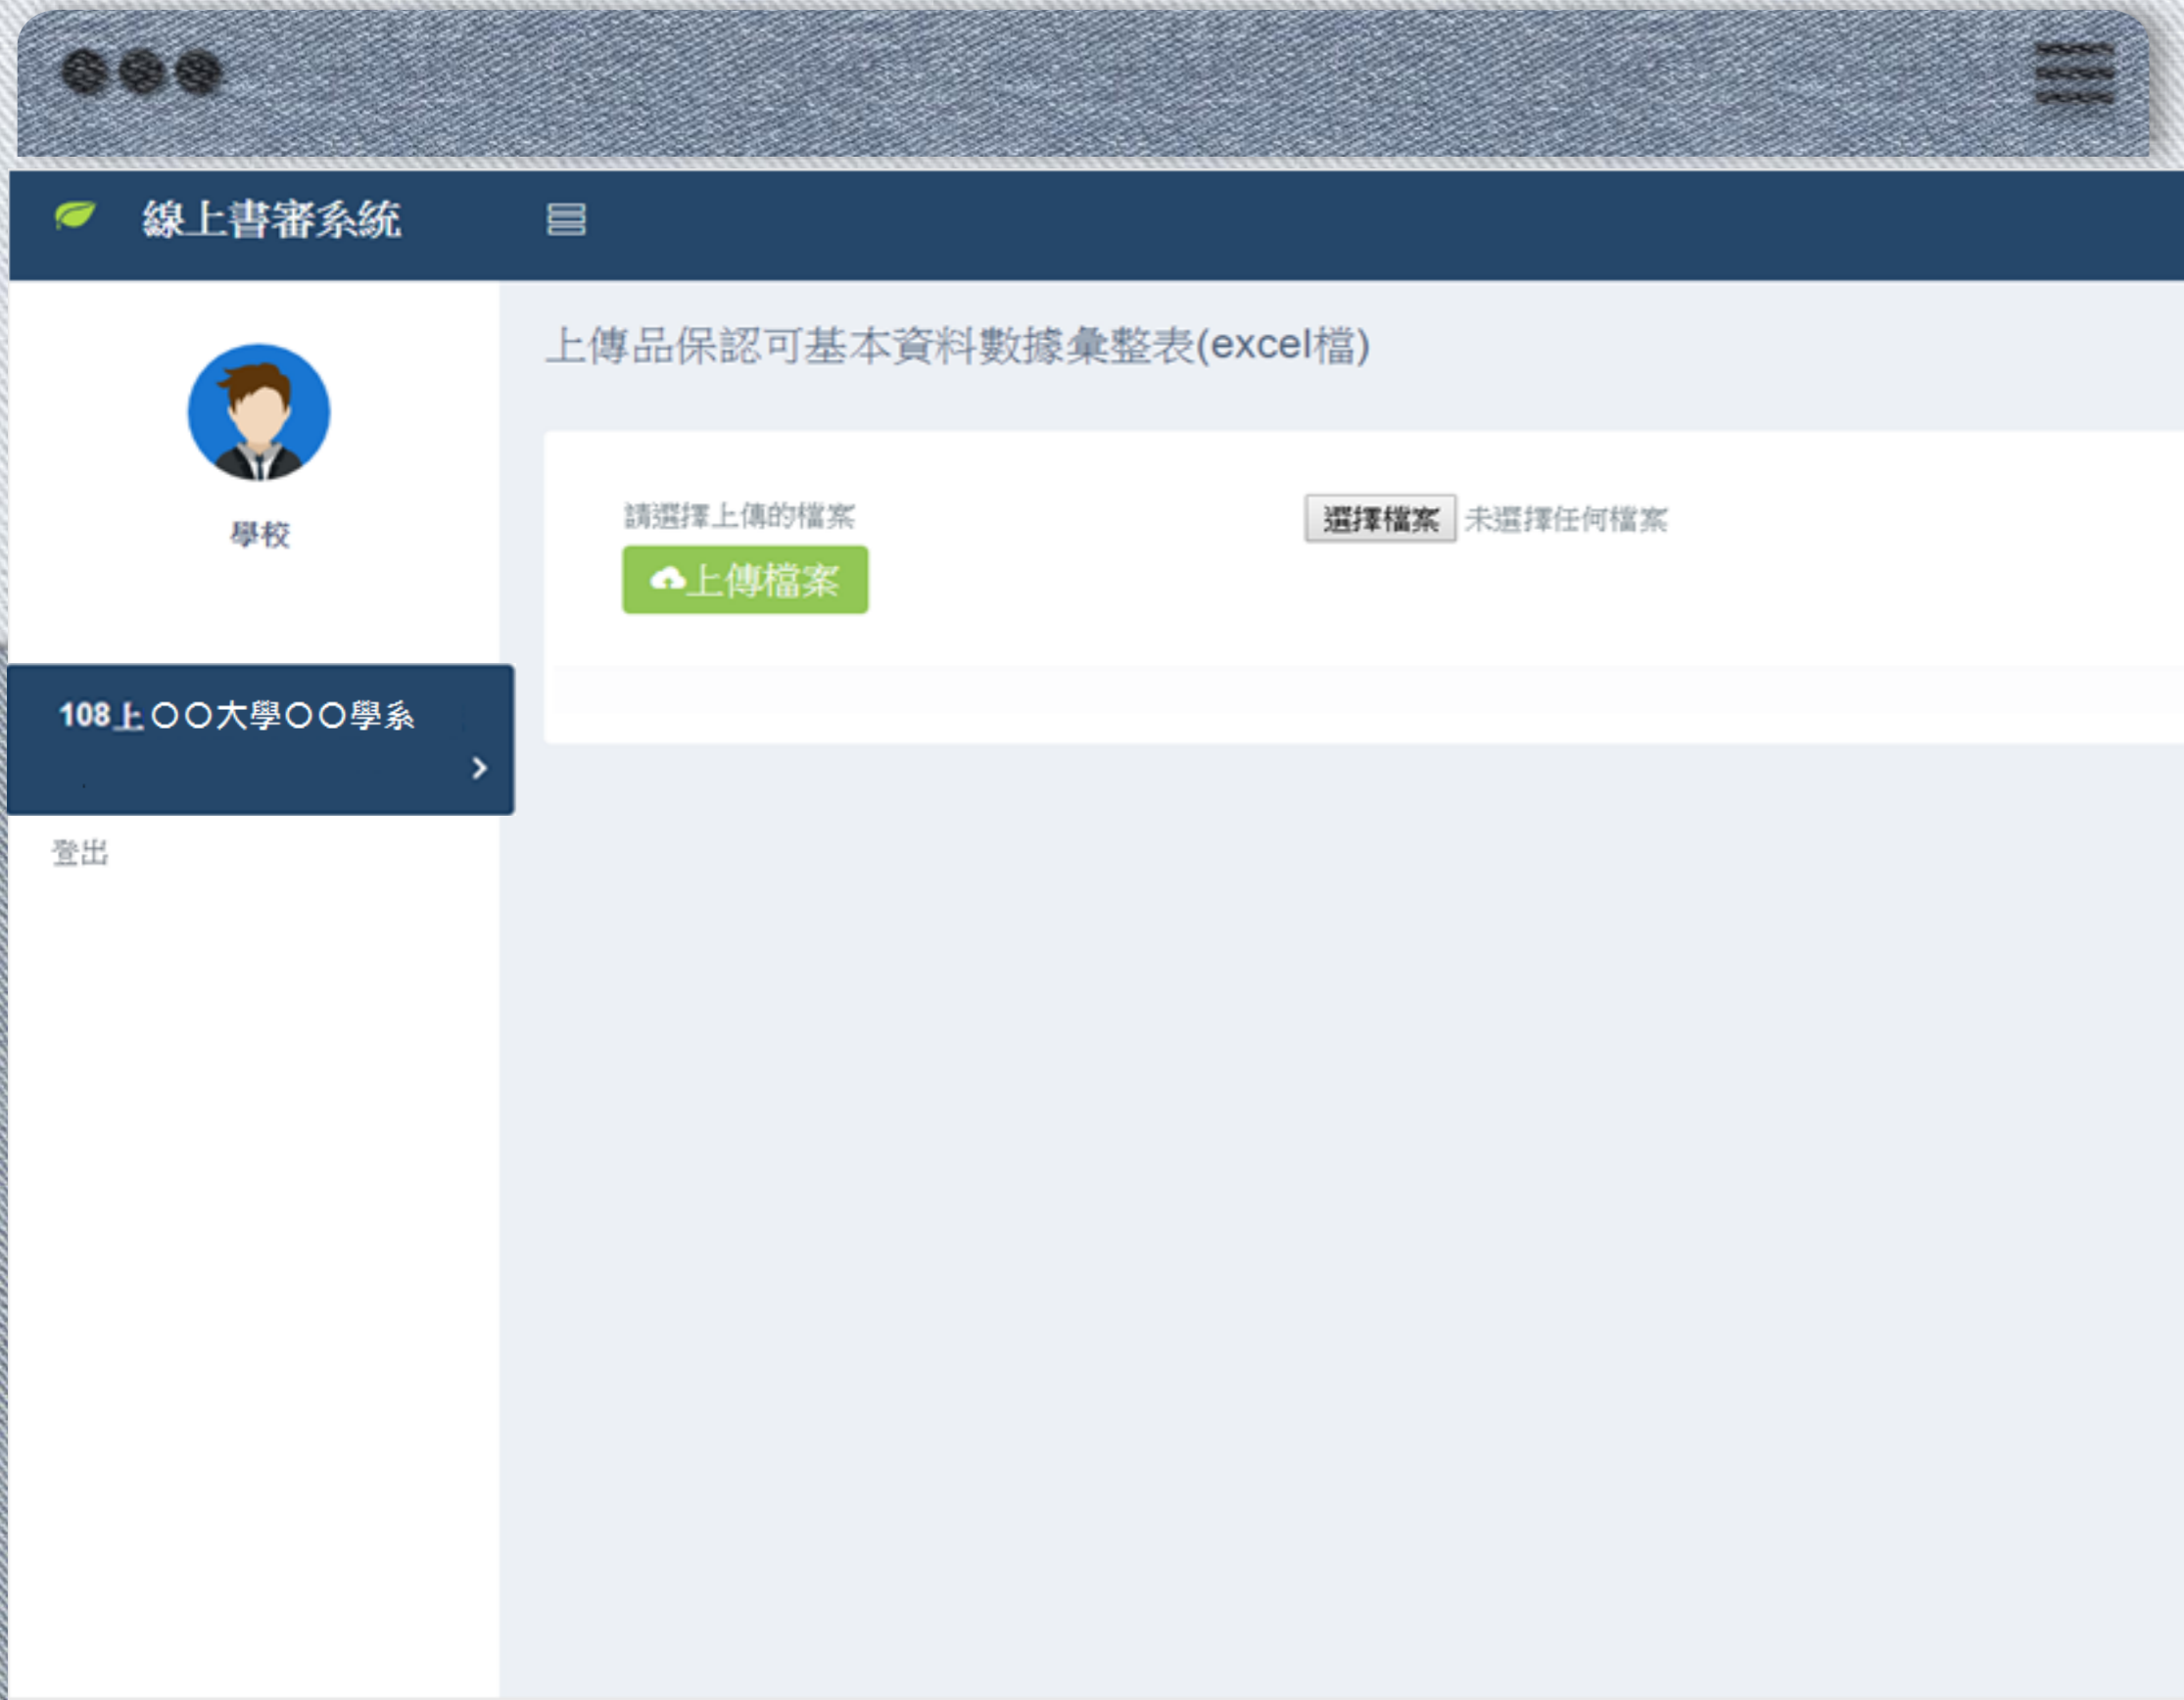 線上書審系統
上傳品保認可基本資料數據彙整表(excel檔)
學校
請選擇上傳的檔案
選擇檔案 未選擇任何檔案
上傳檔案
108上〇〇大學〇〇學系
登出